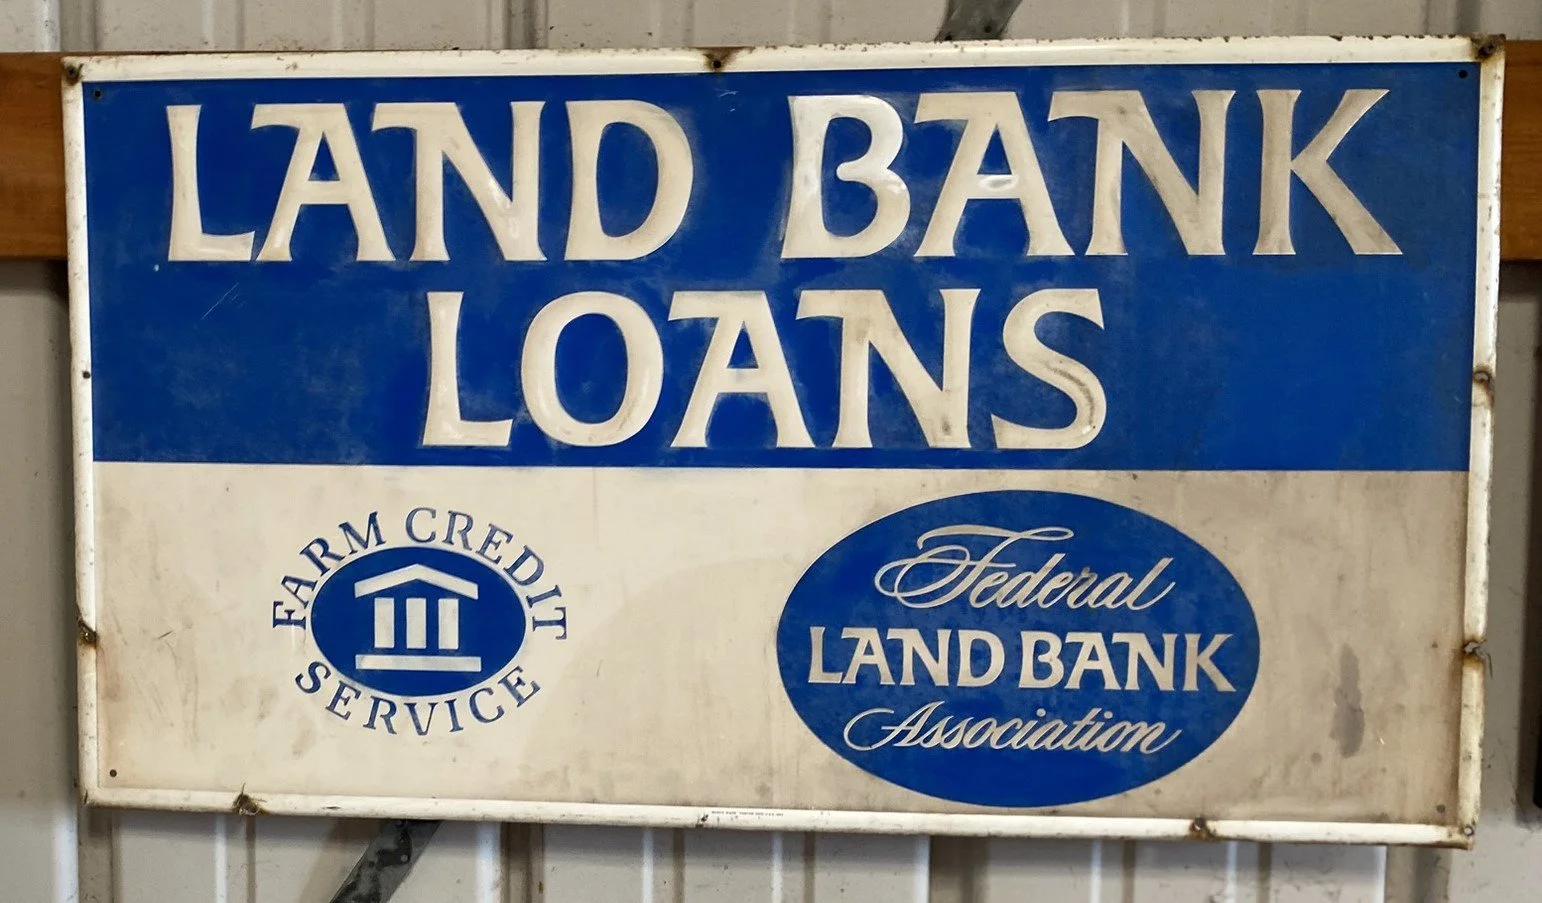 LAND BANK
LOANS
FARM CREDIT
SERVICE
Federal
LAND BANK
Association